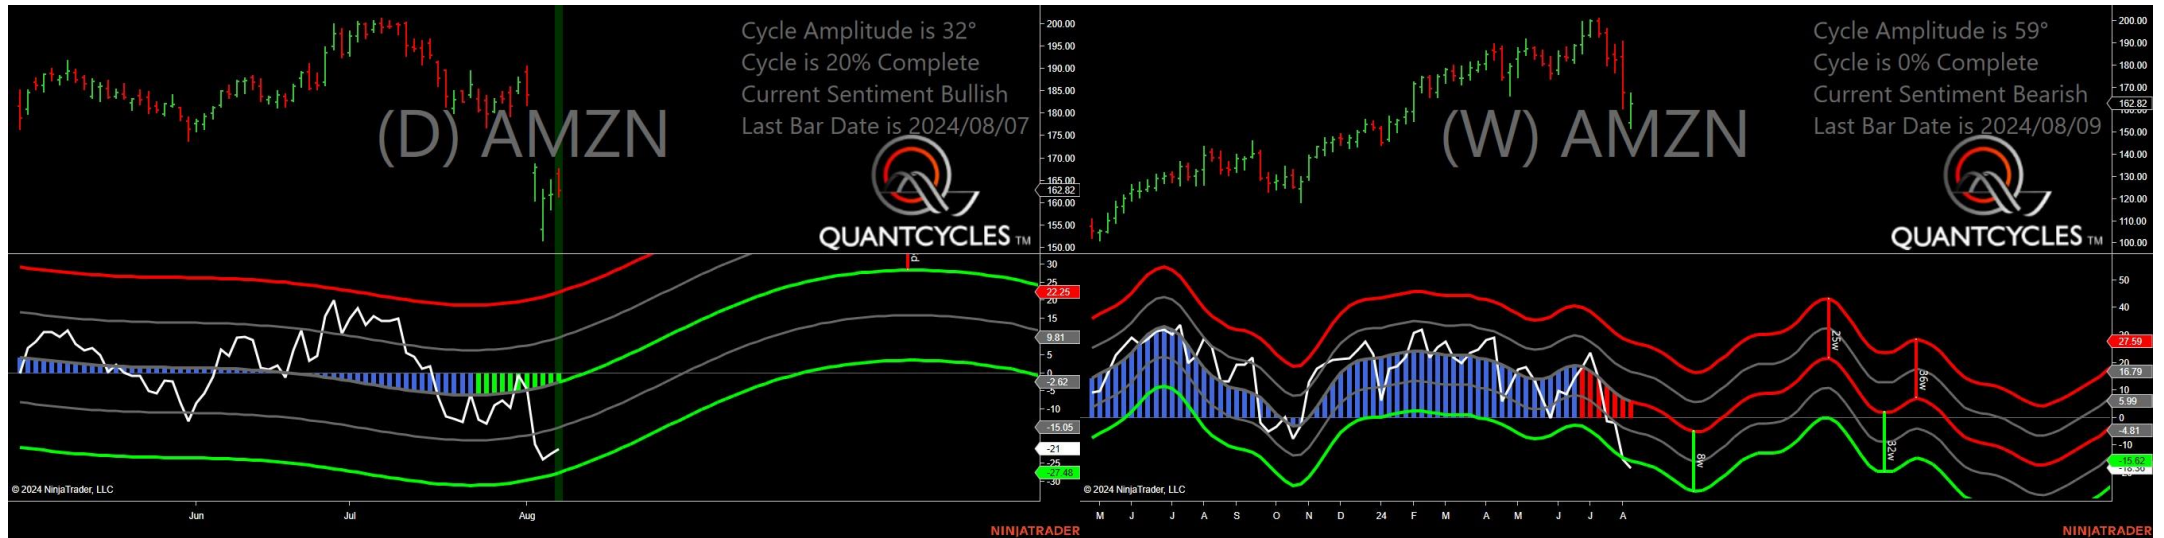 Cycle Amplitude is 32°
Cycle is 20% Complete
Current Sentiment Bullish
Last Bar Date is 2024/08/07
(D) AMZN
QUANTCYCLES TM
200.00
195.00
190.00
185.00
180.00
175.00
170.00
165.00
162.82
160.00
155.00
150.00
30
25
22.25
20
15
9.81
5
0
-2.62
-5
-10
-15.05
-21
-25
-27.48
-30
© 2024 NinjaTrader, LLC
Jun Jul Aug
NINJATRADER
Cycle Amplitude is 59°
Cycle is 0% Complete
Current Sentiment Bearish
Last Bar Date is 2024/08/09
(W) AMZN
QUANTCYCLES TM
200.00
190.00
180.00
170.00
162.82
150.00
140.00
130.00
120.00
110.00
100.00
50
40
27.59
20
16.79
10
5.99
0
-4.81
-10
-15.62
25w
36w
32w
8w
© 2024 NinjaTrader, LLC
M J J A S O N D 24 F M A M J J A
NINJATRADER